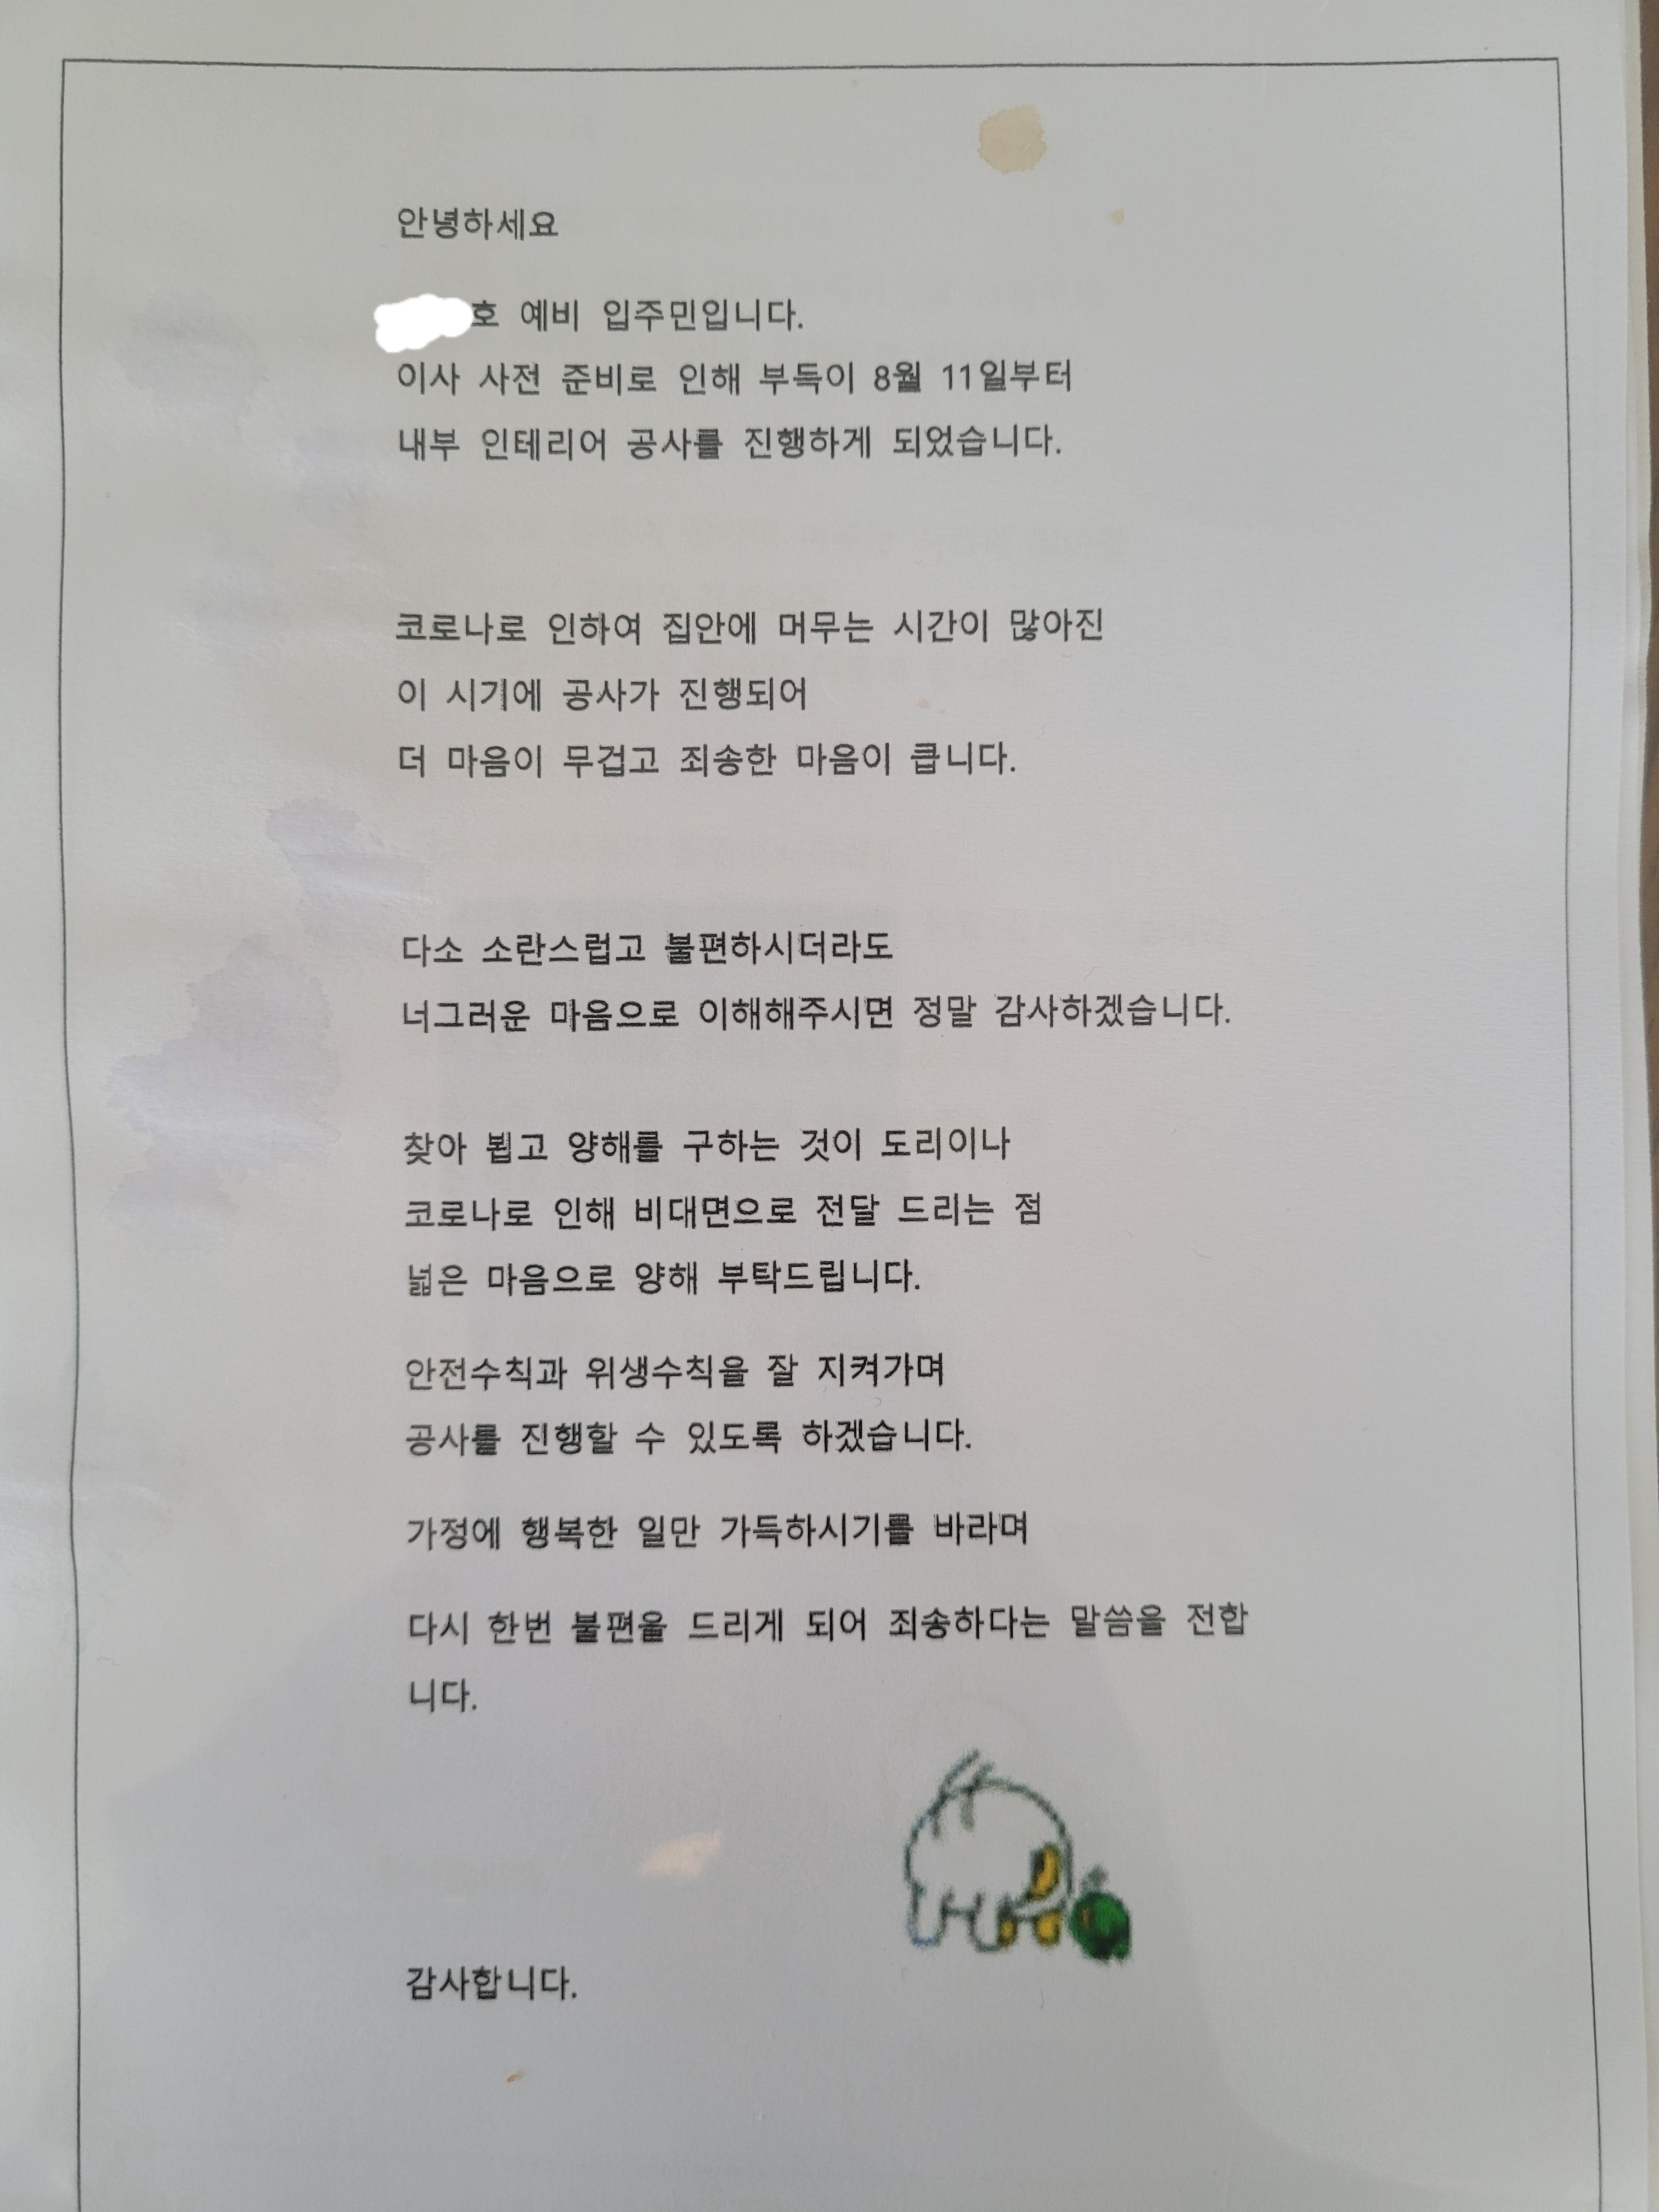 안녕하세요
호 예비 입주민입니다.
이사 사전 준비로 인해 부득이 8월 11일부터
내부 인테리어 공사를 진행하게 되었습니다.
코로나로 인하여 집안에 머무는 시간이 많아진
이 시기에 공사가 진행되어
더 마음이 무겁고 죄송한 마음이 큽니다.
다소 소란스럽고 불편하시더라도
너그러운 마음으로 이해해주시면 정말 감사하겠습니다.
찾아 뵙고 양해를 구하는 것이 도리이나
코로나로 인해 비대면으로 전달 드리는 점
넓은 마음으로 양해 부탁드립니다.
안전수칙과 위생수칙을 잘 지켜가며
공사를 진행할 수 있도록 하겠습니다.
가정에 행복한 일만 가득하시기를 바라며
다시 한번 불편을 드리게 되어 죄송하다는 말씀을 전합
니다.
감사합니다.